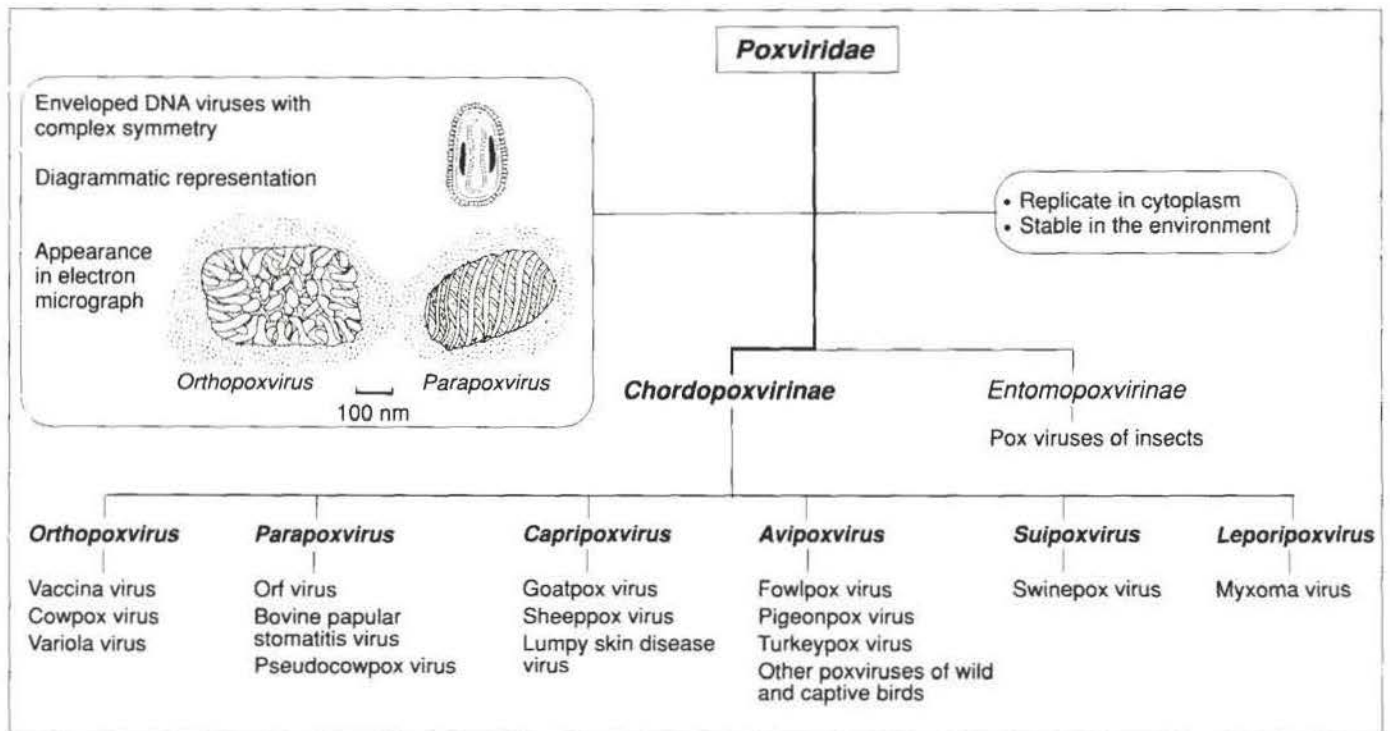 Poxviridae
Enveloped DNA viruses with
complex symmetry
Diagrammatic representation
Appearance
in electron
micrograph
Orthopoxvirus
Parapoxvirus
100 nm
• Replicate in cytoplasm
• Stable in the environment
Chordopoxvirinae
Entomopoxvirinae
Pox viruses of insects
Orthopoxvirus
Vaccina virus
Cowpox virus
Variola virus
Parapoxvirus
Orf virus
Bovine papular
stomatitis virus
Pseudocowpox virus
Capripoxvirus
Goatpox virus
Sheeppox virus
Lumpy skin disease
virus
Avipoxvirus
Fowlpox virus
Pigeonpox virus
Turkeypox virus
Other poxviruses of wild
and captive birds
Suipoxvirus
Swinepox virus
Leporipoxvirus
Myxoma virus